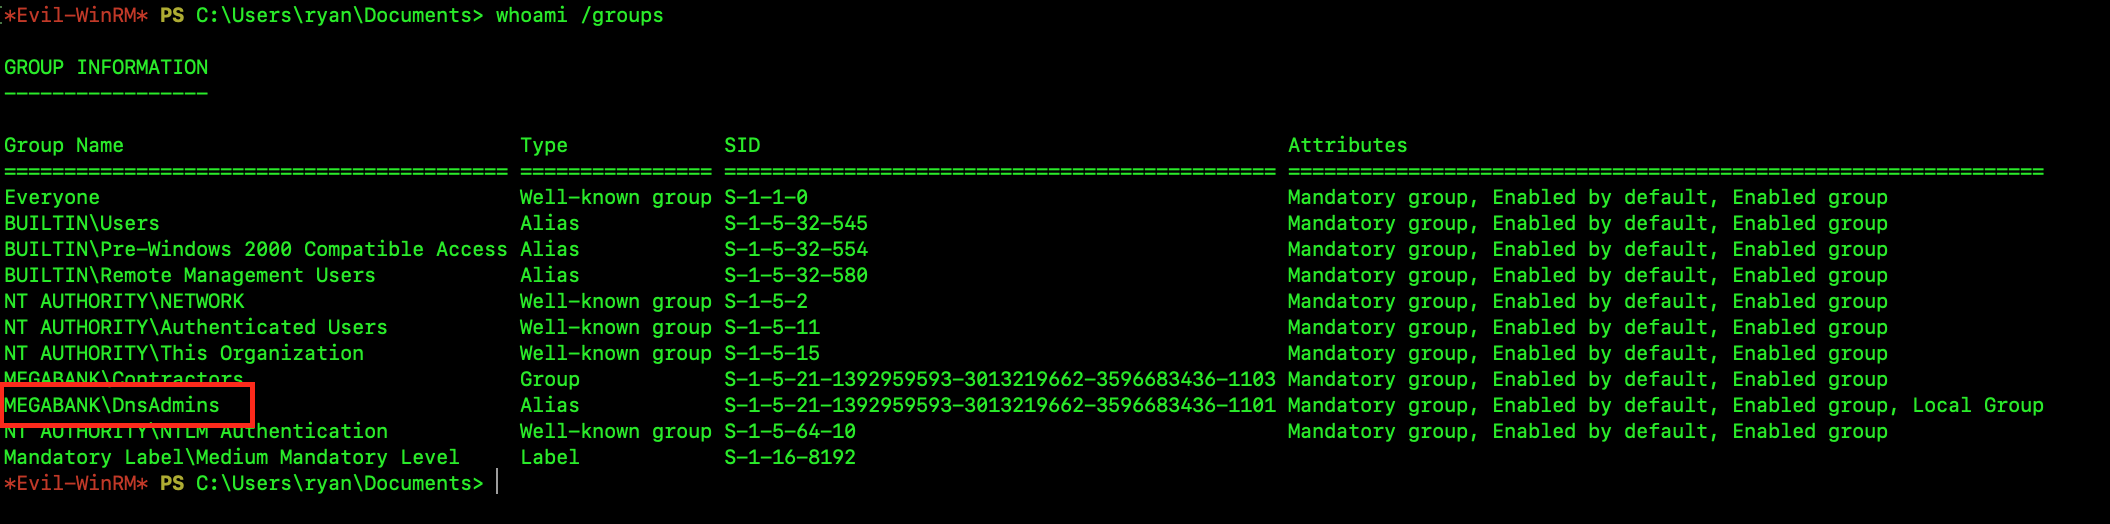 *Evil-WinRM* PS C:\Users\ryan\Documents> whoami /groups
GROUP INFORMATION
-----------------
Group Name Type SID Attributes
========================================== ================ ============================================== ===============================================================
Everyone Well-known group S-1-1-0 Mandatory group, Enabled by default, Enabled group
BUILTIN\Users Alias S-1-5-32-545 Mandatory group, Enabled by default, Enabled group
BUILTIN\Pre-Windows 2000 Compatible Access Alias S-1-5-32-554 Mandatory group, Enabled by default, Enabled group
BUILTIN\Remote Management Users Alias S-1-5-32-580 Mandatory group, Enabled by default, Enabled group
NT AUTHORITY\NETWORK Well-known group S-1-5-2 Mandatory group, Enabled by default, Enabled group
NT AUTHORITY\Authenticated Users Well-known group S-1-5-11 Mandatory group, Enabled by default, Enabled group
NT AUTHORITY\This Organization Well-known group S-1-5-15 Mandatory group, Enabled by default, Enabled group
MEGABANK\Contractors Group S-1-5-21-1392959593-3013219662-3596683436-1103 Mandatory group, Enabled by default, Enabled group
MEGABANK\DnsAdmins Alias S-1-5-21-1392959593-3013219662-3596683436-1101 Mandatory group, Enabled by default, Enabled group, Local Group
NT AUTHORITY\NTLM Authentication Well-known group S-1-5-64-10 Mandatory group, Enabled by default, Enabled group
Mandatory Label\Medium Mandatory Level Label S-1-16-8192
*Evil-WinRM* PS C:\Users\ryan\Documents>